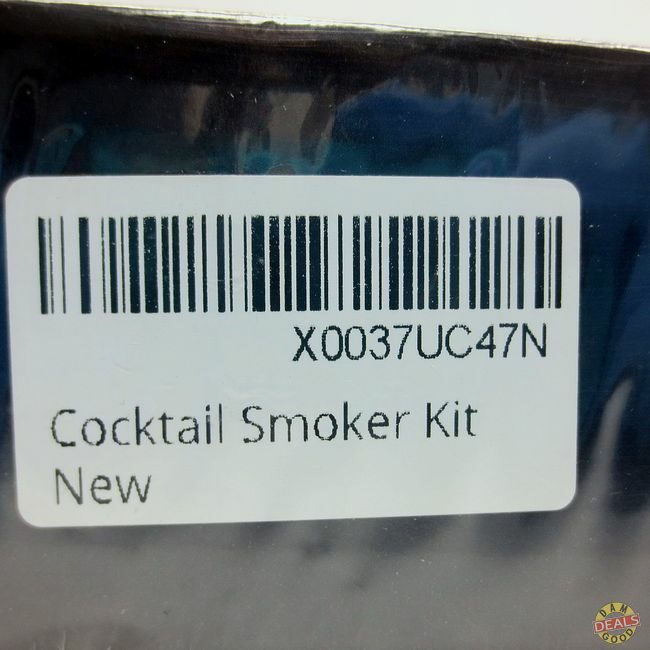 X0037UC47N
Cocktail Smoker Kit
New
DAM
DEALS
GOOD